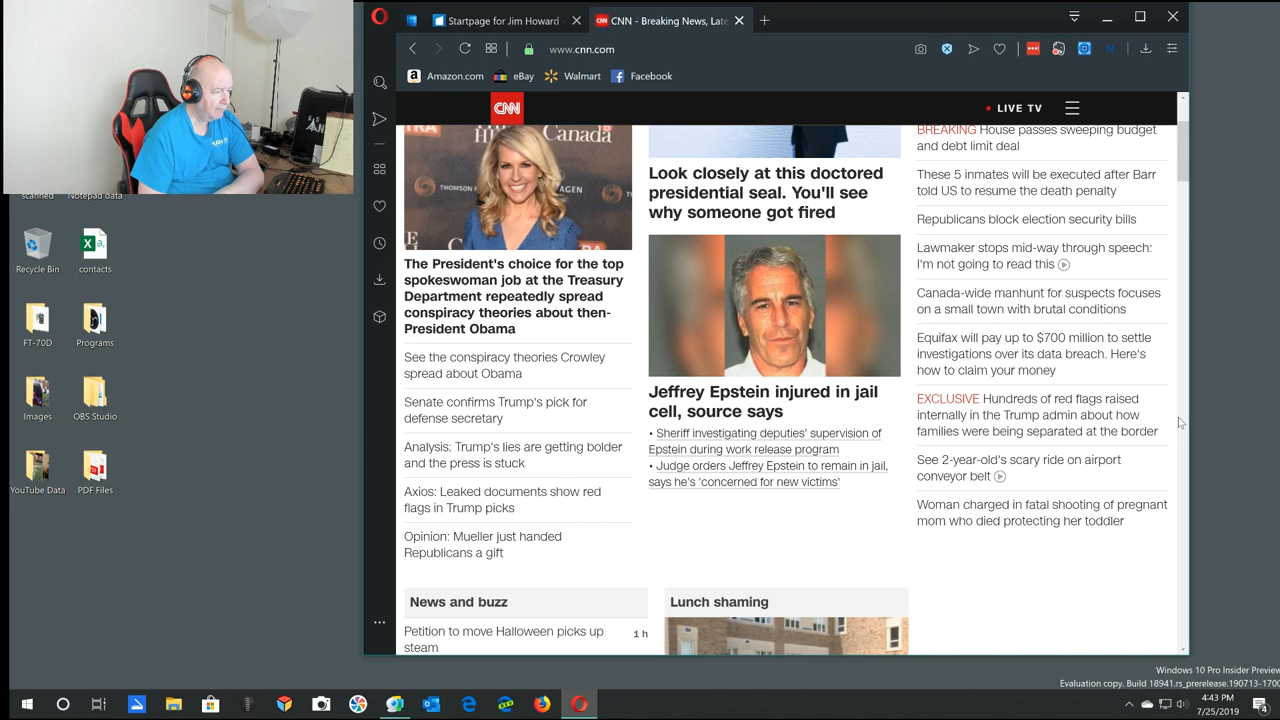 Startpage for Jim Howard
CNN - Breaking News, Late
www.cnn.com
Amazon.com
eBay
Walmart
Facebook
CNN
LIVE TV
scanned
Notepad data
Recycle Bin
contacts
FT-70D
Programs
Images
OBS Studio
YouTube Data
PDF Files
Canada
THOMSON
AGEN
The President's choice for the top
spokeswoman job at the Treasury
Department repeatedly spread
conspiracy theories about then-
President Obama
See the conspiracy theories Crowley
spread about Obama
Senate confirms Trump's pick for
defense secretary
Analysis: Trump's lies are getting bolder
and the press is stuck
Axios: Leaked documents show red
flags in Trump picks
Opinion: Mueller just handed
Republicans a gift
Look closely at this doctored
presidential seal. You'll see
why someone got fired
Jeffrey Epstein injured in jail
cell, source says
• Sheriff investigating deputies' supervision of
Epstein during work release program
• Judge orders Jeffrey Epstein to remain in jail,
says he's 'concerned for new victims'
BREAKING House passes sweeping budget
and debt limit deal
These 5 inmates will be executed after Barr
told US to resume the death penalty
Republicans block election security bills
Lawmaker stops mid-way through speech:
I'm not going to read this
Canada-wide manhunt for suspects focuses
on a small town with brutal conditions
Equifax will pay up to $700 million to settle
investigations over its data breach. Here's
how to claim your money
EXCLUSIVE Hundreds of red flags raised
internally in the Trump admin about how
families were being separated at the border
See 2-year-old's scary ride on airport
conveyor belt
Woman charged in fatal shooting of pregnant
mom who died protecting her toddler
News and buzz
Petition to move Halloween picks up
steam
1 h
Lunch shaming
Windows 10 Pro Insider Preview
Evaluation copy. Build 18941.rs_prerelease.190713-1700
4:43 PM
7/25/2019
4